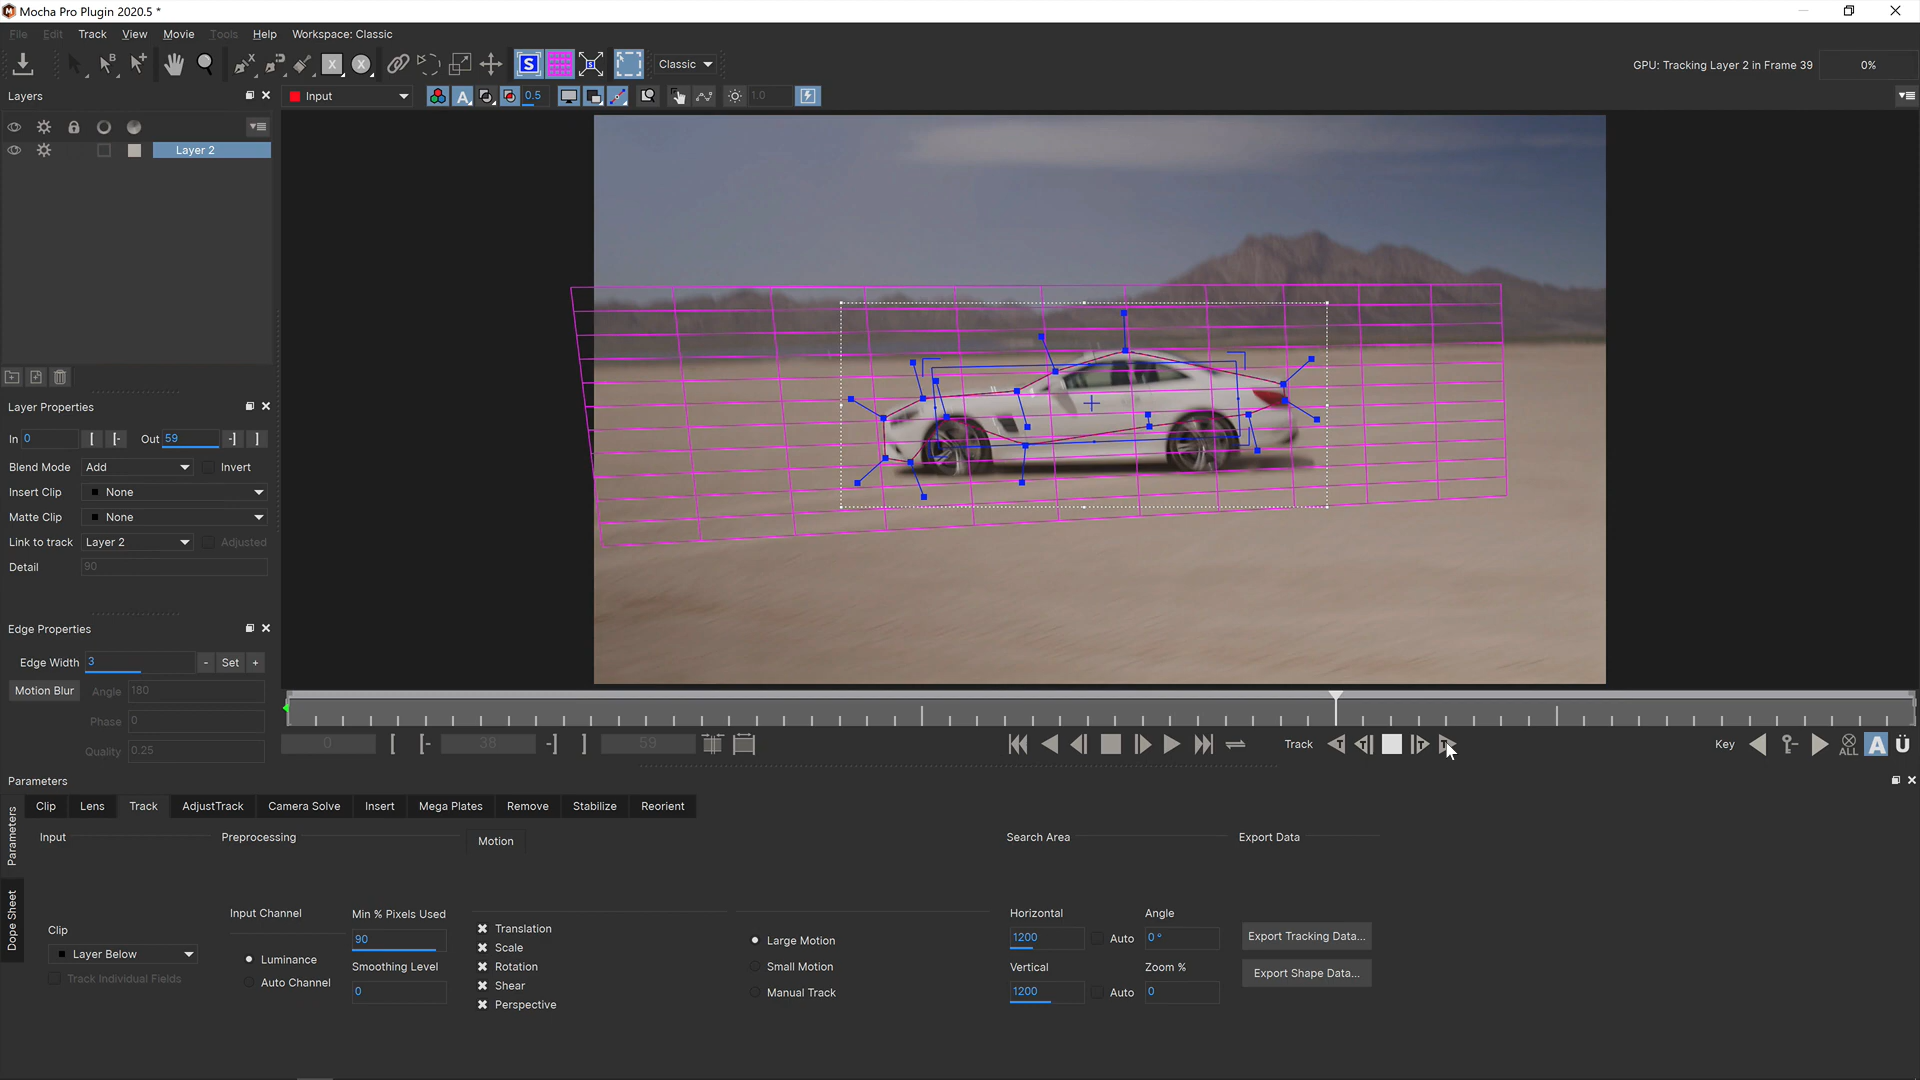 Mocha Pro Plugin 2020.5 *
File Edit Track View Movie Tools Help Workspace: Classic
Classic
GPU: Tracking Layer 2 in Frame 39 0%
Layers
Input
A 0.5 1.0
Layer 2
Layer Properties
In 0 Out 59
Blend Mode Add Invert
Insert Clip None
Matte Clip None
Link to track Layer 2 Adjusted
Detail 90
Edge Properties
Edge Width 3 - Set +
Motion Blur Angle 180
Phase 0
Quality 0.25
0 38 59
Track
Key ALL A Ü
Parameters
Clip Lens Track AdjustTrack Camera Solve Insert Mega Plates Remove Stabilize Reorient
Parameters
Dope Sheet
Input Preprocessing Motion Search Area Export Data
Clip
Layer Below
Track Individual Fields
Input Channel
Luminance
Auto Channel
Min % Pixels Used
90
Smoothing Level
0
Translation
Scale
Rotation
Shear
Perspective
Large Motion
Small Motion
Manual Track
Horizontal Angle
1200 Auto 0°
Vertical Zoom %
1200 Auto 0
Export Tracking Data...
Export Shape Data...